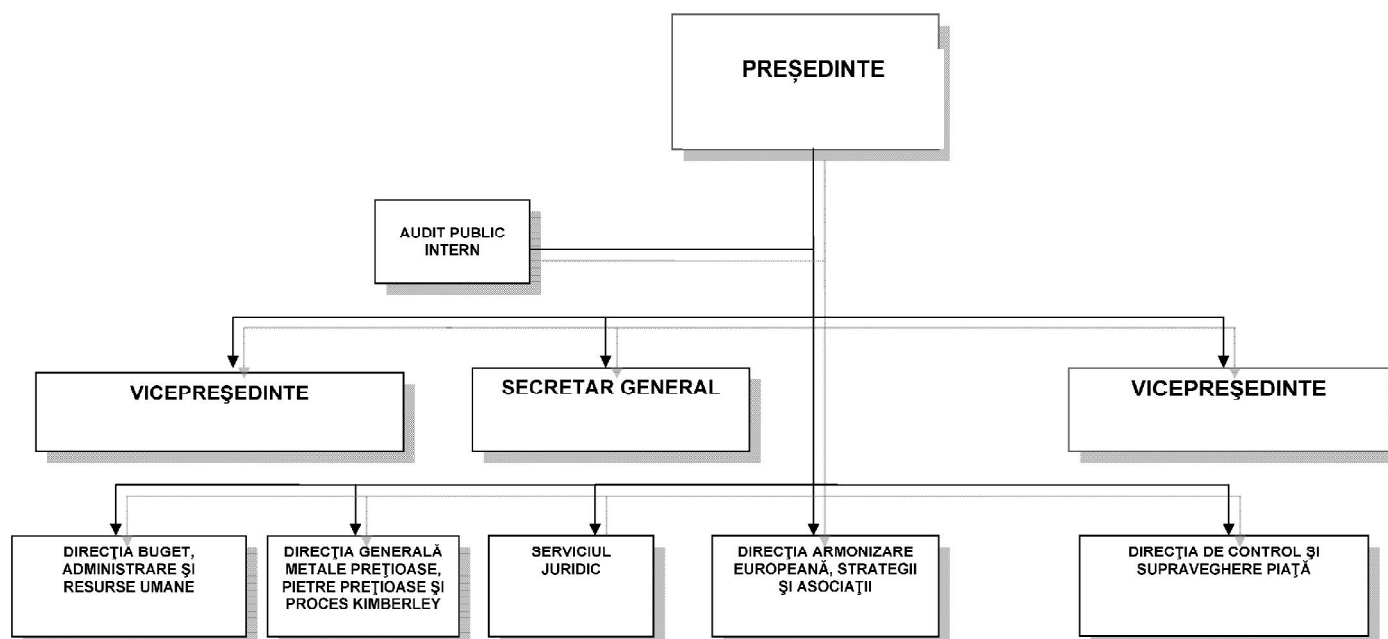 PREȘEDINTE
AUDIT PUBLIC
INTERN
VICEPREŞEDINTE
SECRETAR GENERAL
VICEPREŞEDINTE
DIRECŢIA BUGET,
ADMINISTRARE ŞI
RESURSE UMANE
DIRECŢIA GENERALĂ
METALE PREŢIOASE,
PIETRE PREŢIOASE ŞI
PROCES KIMBERLEY
SERVICIUL
JURIDIC
DIRECŢIA ARMONIZARE
EUROPEANĂ, STRATEGII
ŞI ASOCIAŢII
DIRECŢIA DE CONTROL ŞI
SUPRAVEGHERE PIAŢĂ